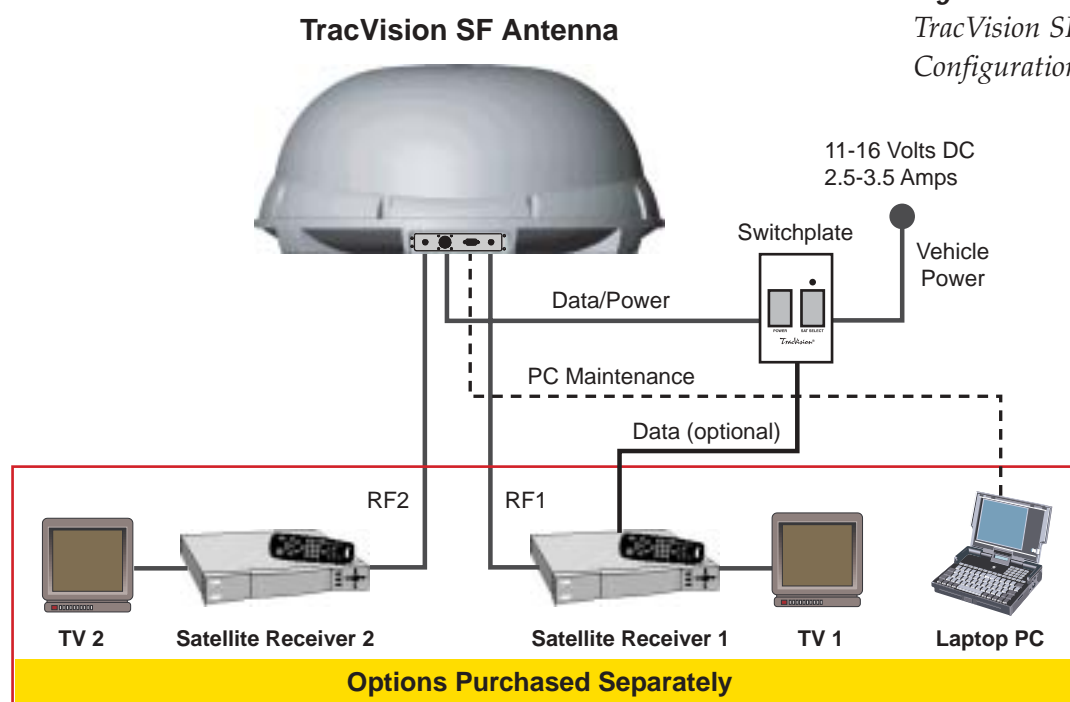 TracVision SF Antenna
TracVision
Configuration
11-16 Volts DC
2.5-3.5 Amps
Switchplate
Vehicle
Power
Data/Power
POWER
SAT SELECT
TracVision®
PC Maintenance
Data (optional)
RF2
RF1
TV 2
Satellite Receiver 2
Satellite Receiver 1
TV 1
Laptop PC
Options Purchased Separately